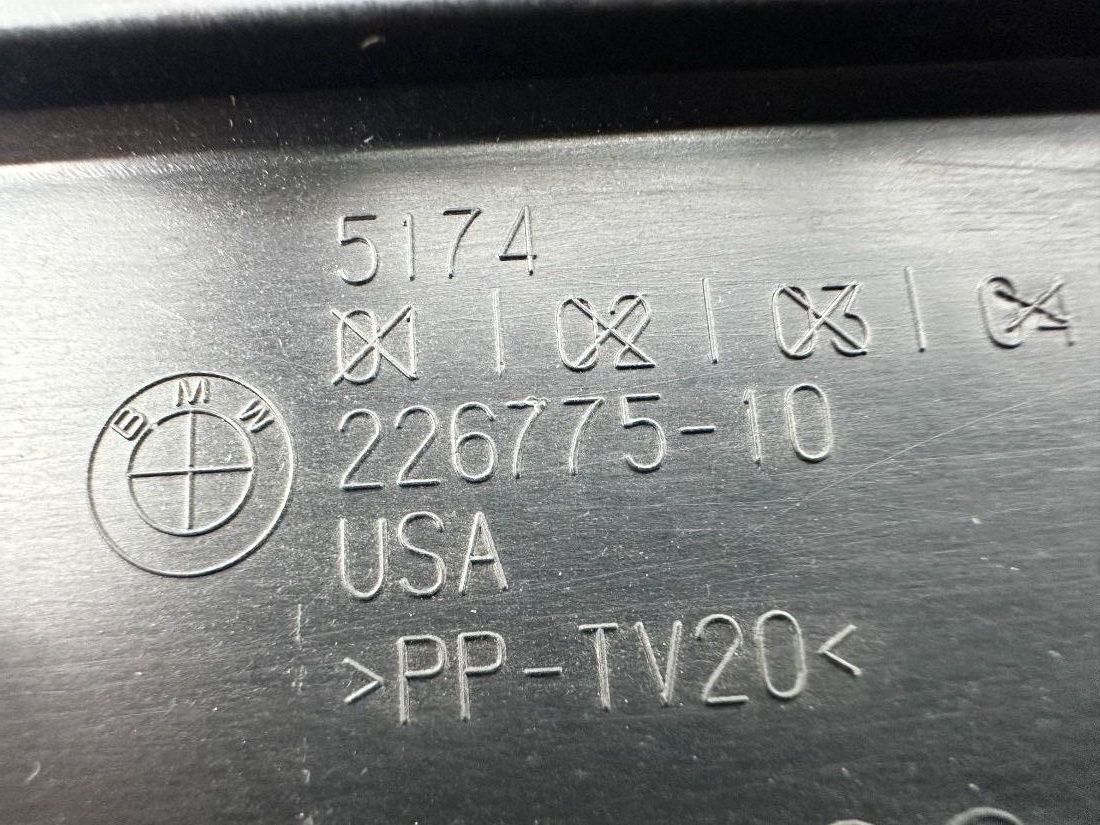 5174
01 | 02 | 03 | 04
BMW
226775-10
USA
>PP-TV20<